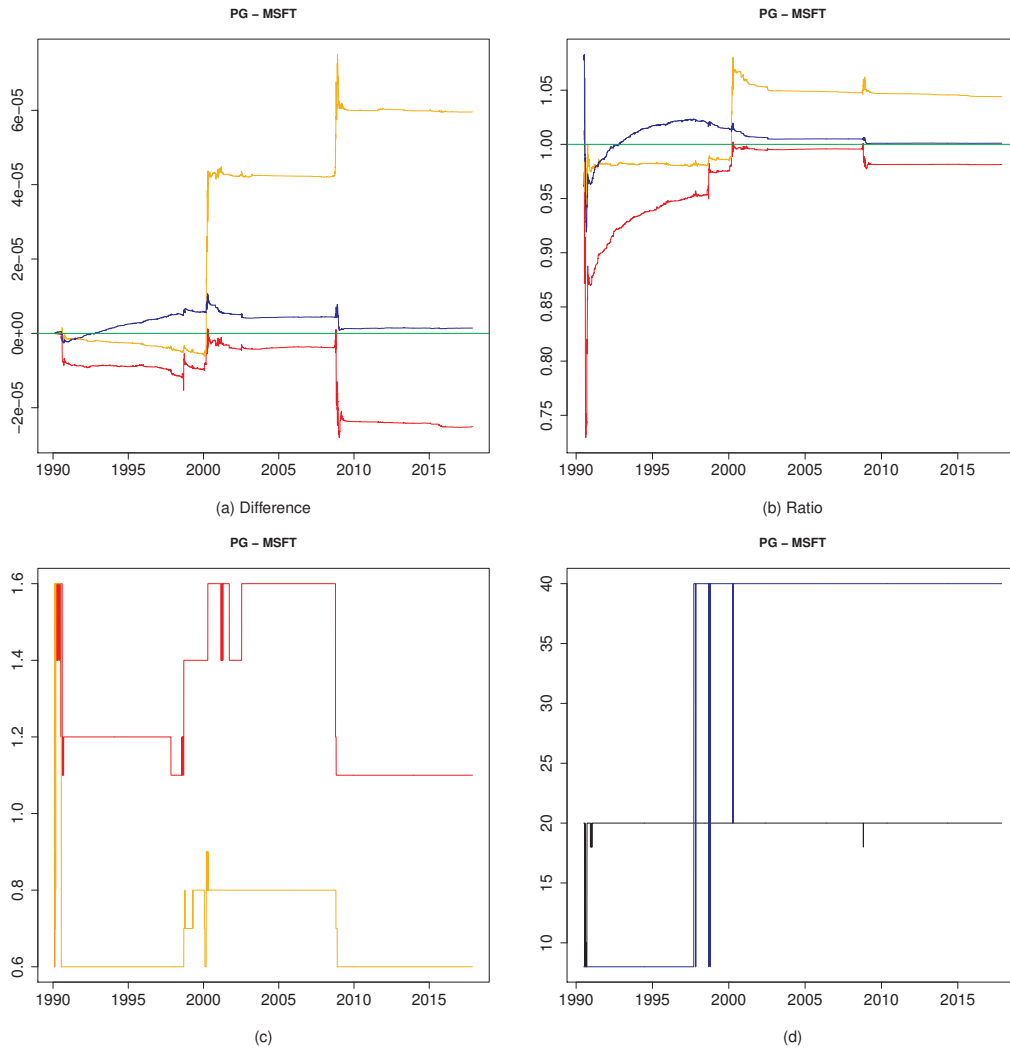 PG − MSFT
6e−05
4e−05
2e−05
0e+00
−2e−05
1990 1995 2000 2005 2010 2015
(a) Difference
PG − MSFT
1.05
1.00
0.95
0.90
0.85
0.80
0.75
1990 1995 2000 2005 2010 2015
(b) Ratio
PG − MSFT
1.6
1.4
1.2
1.0
0.8
0.6
1990 1995 2000 2005 2010 2015
(c)
PG − MSFT
40
35
30
25
20
15
10
1990 1995 2000 2005 2010 2015
(d)